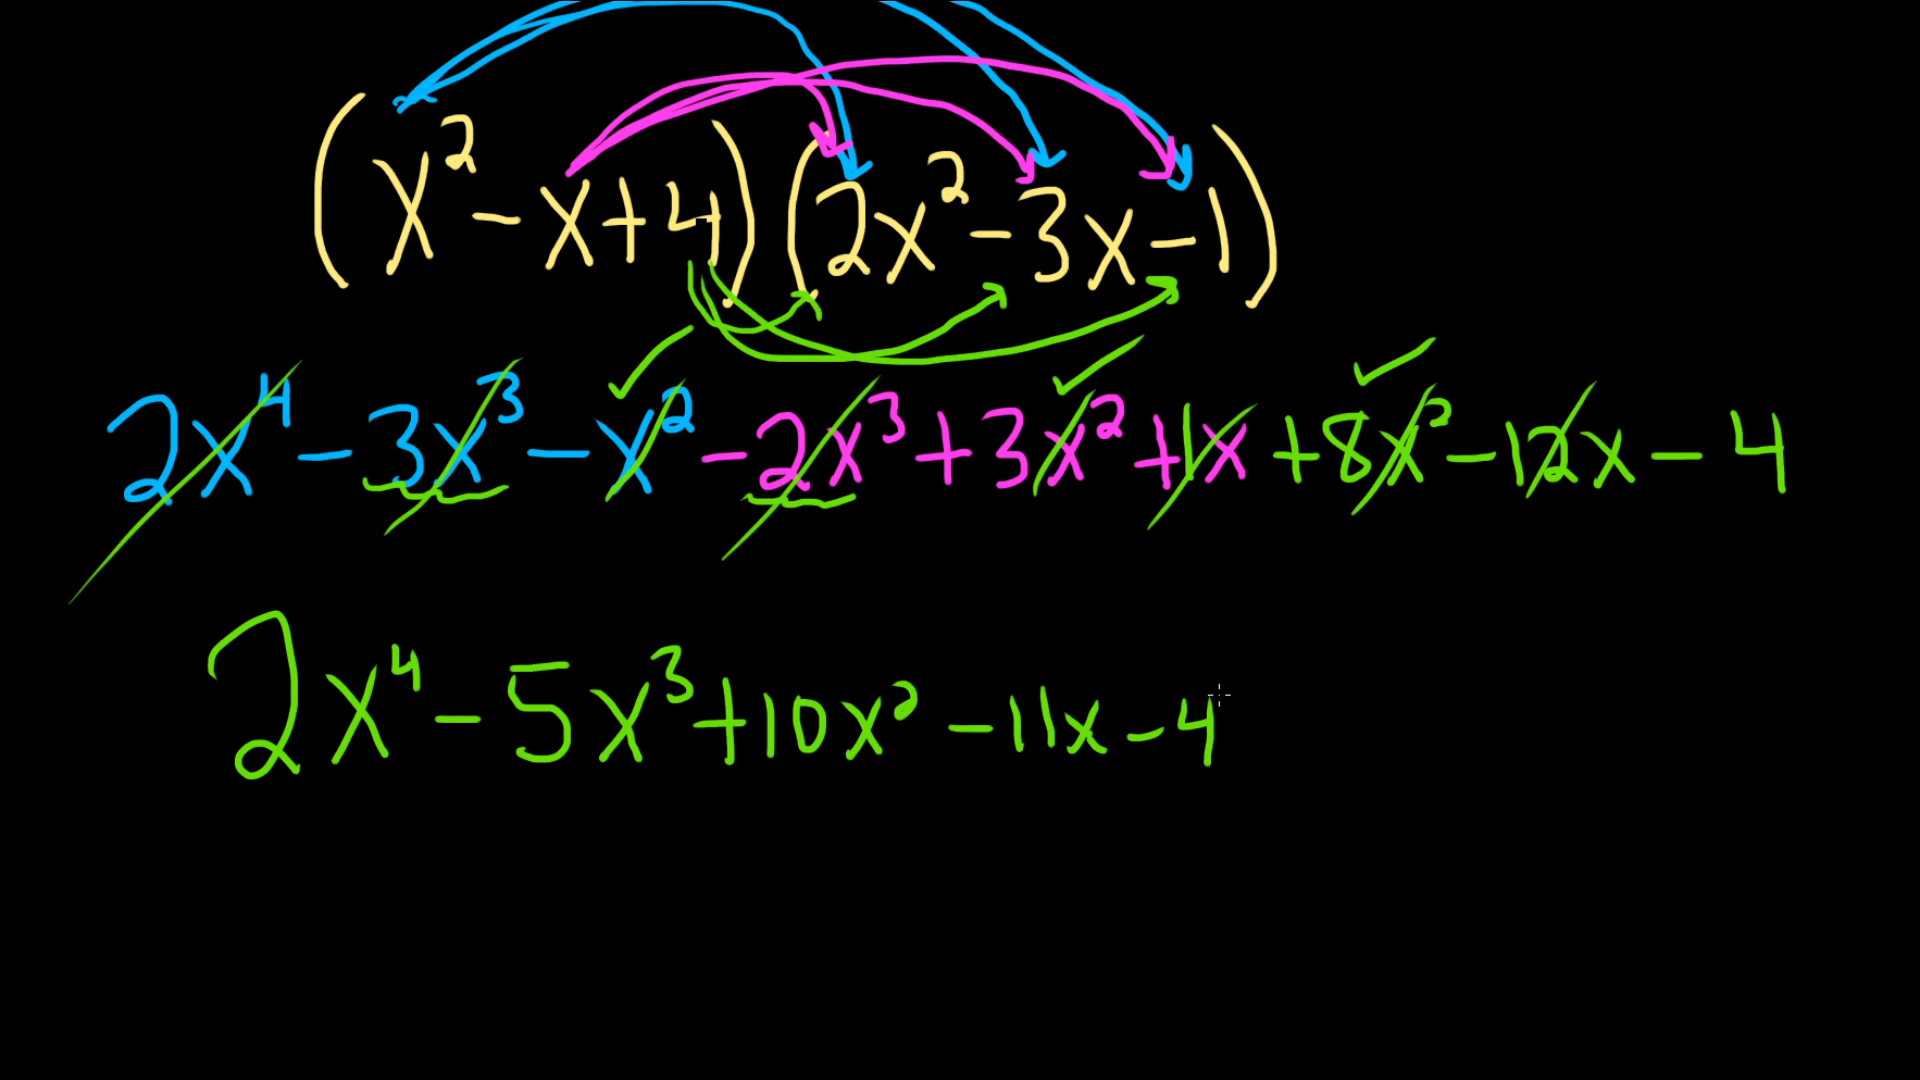 (x² - x + 4)(2x² - 3x - 1)
2x⁴ - 3x³ - x² - 2x³ + 3x² + 1x + 8x² - 12x - 4
2x⁴ - 5x³ + 10x² - 11x - 4